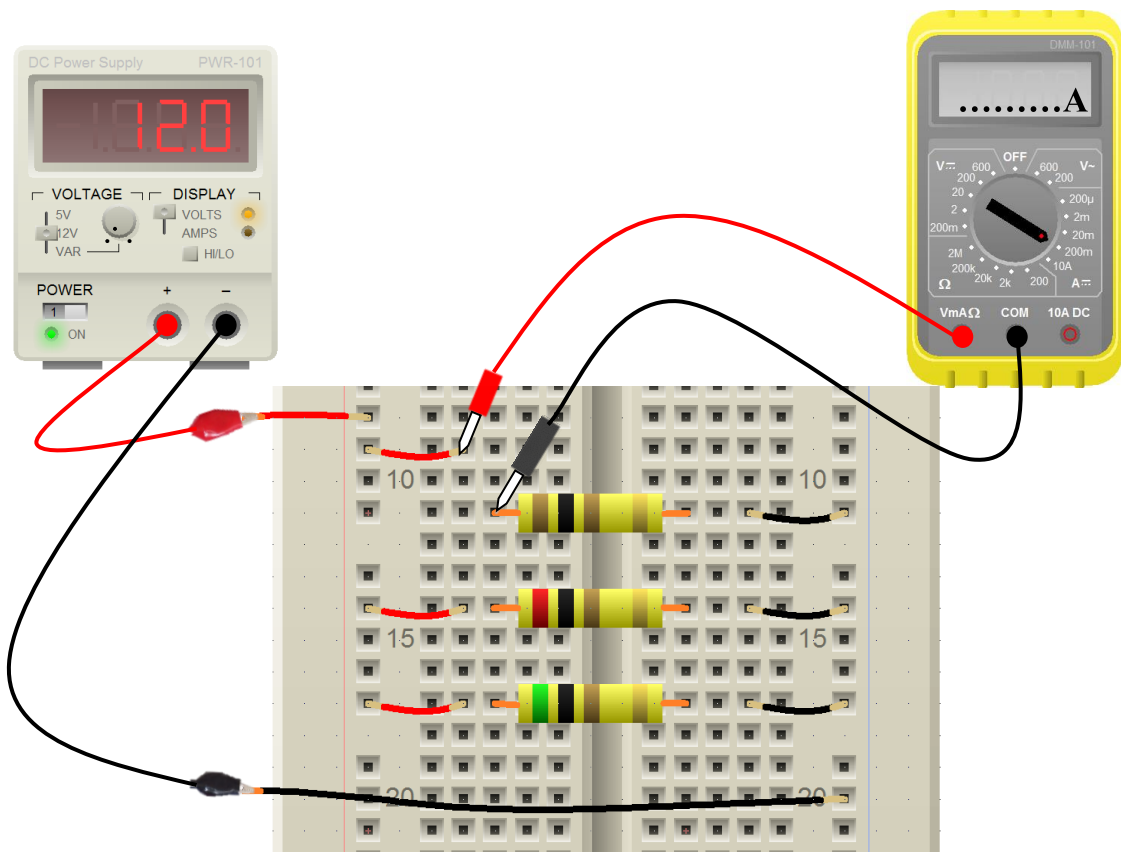 DC Power Supply PWR-101
12.0
VOLTAGE DISPLAY
5V
12V
VAR
VOLTS
AMPS
HI/LO
POWER
1
ON
+ −
DMM-101
.........A
OFF
V⎓ 600 200 20 2 200m
600 200 V~
200µ 2m 20m 200m 10A A⎓
2M 200k 20k 2k 200 Ω
VmAΩ COM 10A DC
10 10
15 15
20 20